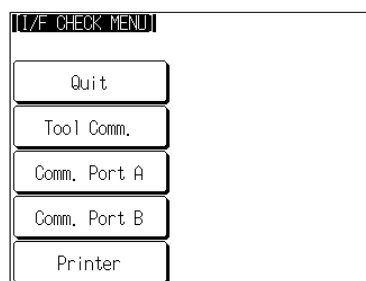 [I/F CHECK MENU]
Quit
Tool Comm.
Comm. Port A
Comm. Port B
Printer